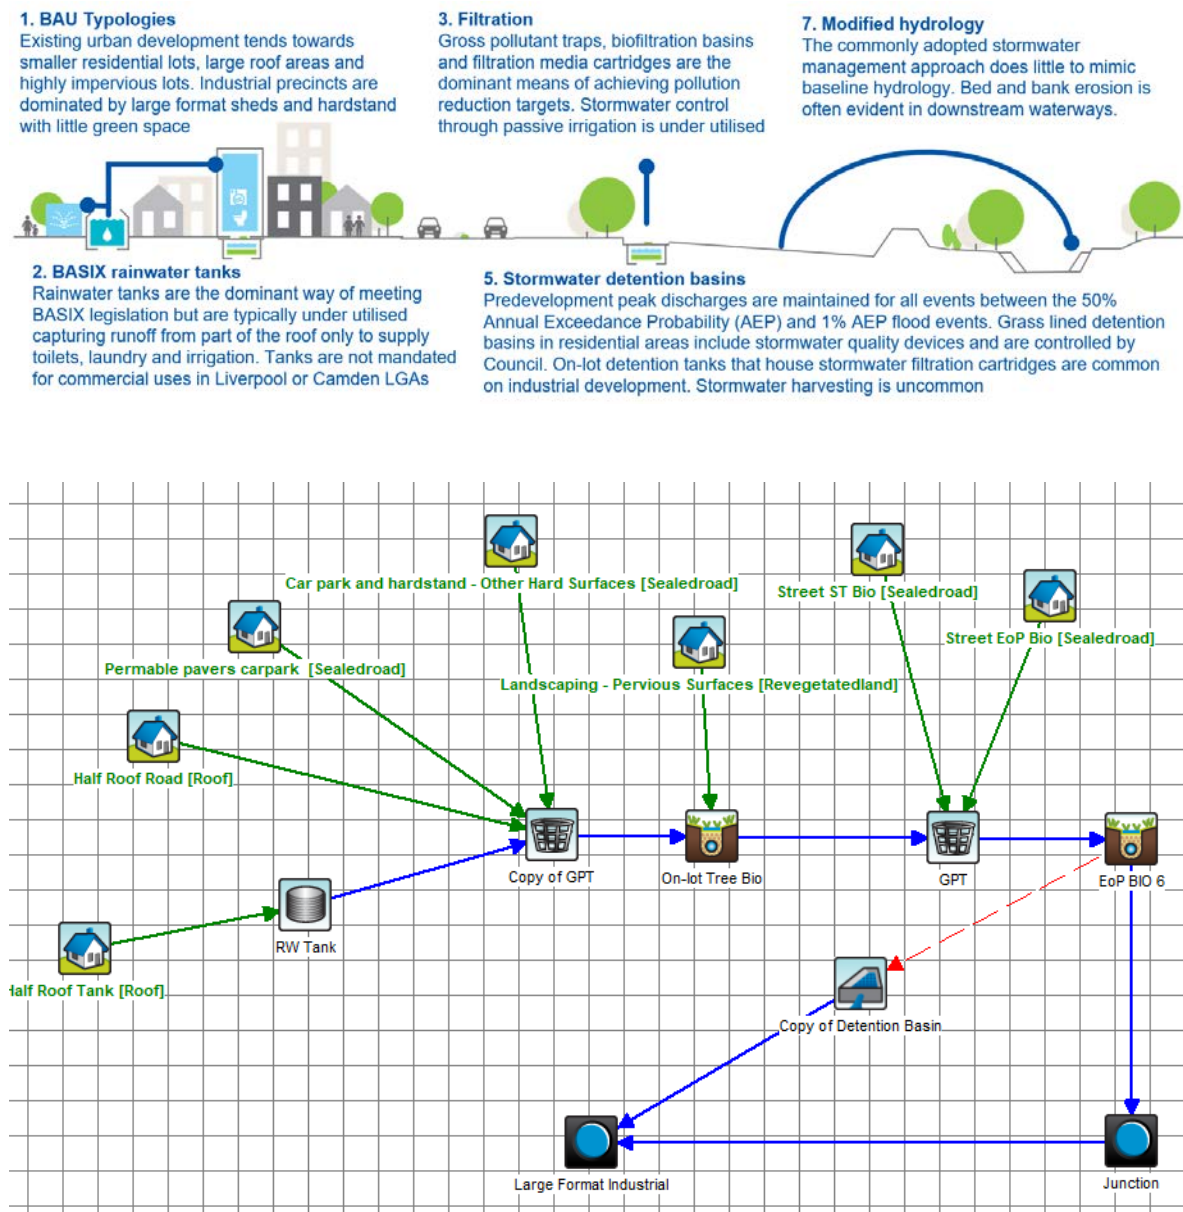 1. BAU Typologies
Existing urban development tends towards
smaller residential lots, large roof areas and
highly impervious lots. Industrial precincts are
dominated by large format sheds and hardstand
with little green space
3. Filtration
Gross pollutant traps, biofiltration basins
and filtration media cartridges are the
dominant means of achieving pollution
reduction targets. Stormwater control
through passive irrigation is under utilised
7. Modified hydrology
The commonly adopted stormwater
management approach does little to mimic
baseline hydrology. Bed and bank erosion is
often evident in downstream waterways.
2. BASIX rainwater tanks
Rainwater tanks are the dominant way of meeting
BASIX legislation but are typically under utilised
capturing runoff from part of the roof only to supply
toilets, laundry and irrigation. Tanks are not mandated
for commercial uses in Liverpool or Camden LGAs
5. Stormwater detention basins
Predevelopment peak discharges are maintained for all events between the 50%
Annual Exceedance Probability (AEP) and 1% AEP flood events. Grass lined detention
basins in residential areas include stormwater quality devices and are controlled by
Council. On-lot detention tanks that house stormwater filtration cartridges are common
on industrial development. Stormwater harvesting is uncommon
Car park and hardstand - Other Hard Surfaces [Sealedroad]
Street ST Bio [Sealedroad]
Street EoP Bio [Sealedroad]
Permable pavers carpark [Sealedroad]
Landscaping - Pervious Surfaces [Revegetatedland]
Half Roof Road [Roof]
Copy of GPT
On-lot Tree Bio
GPT
EoP BIO 6
RW Tank
Half Roof Tank [Roof]
Copy of Detention Basin
Large Format Industrial
Junction